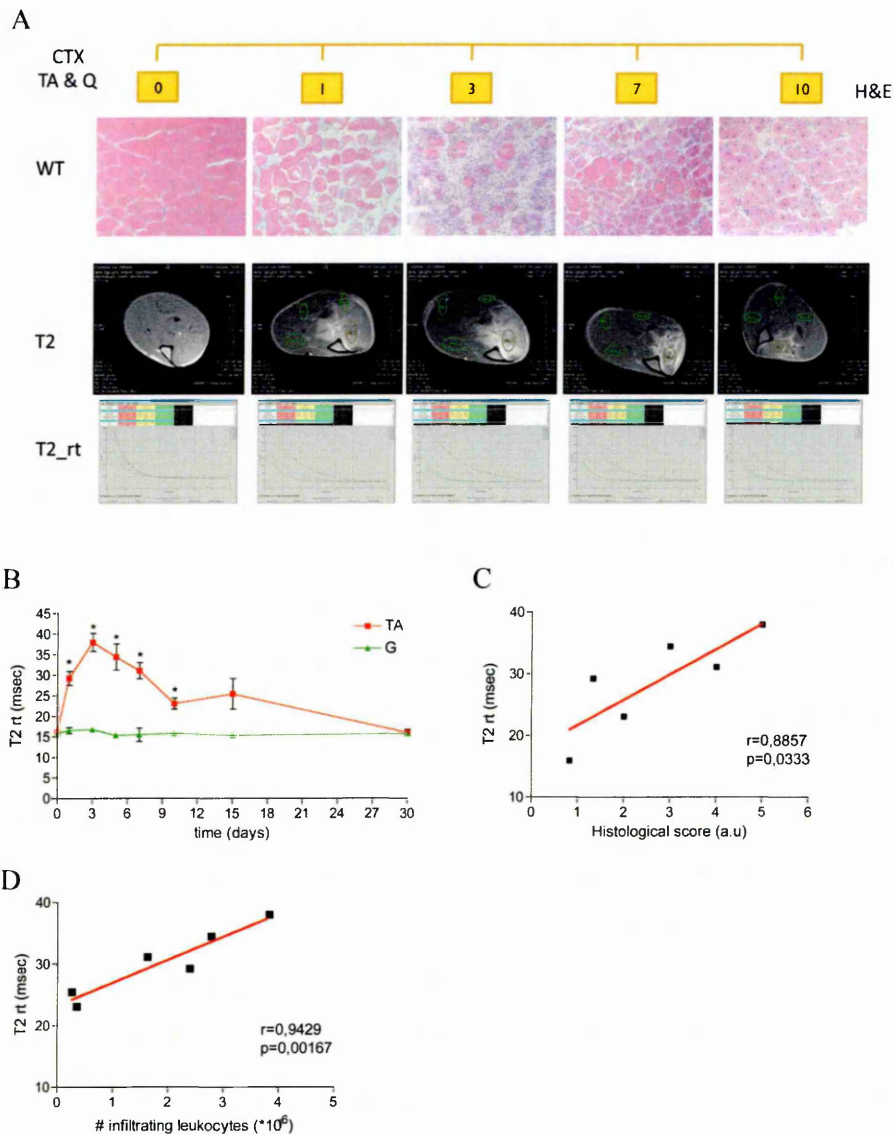 A
CTX
TA & Q
0
1
3
7
10
H&E
WT
T2
T2_rt
B
T2 rt (msec)
45
40
35
30
25
20
15
10
5
0
0
3
6
9
12
15
18
21
24
27
30
time (days)
TA
G
*
*
*
*
*
C
T2 rt (msec)
40
30
20
10
0
1
2
3
4
5
6
Histological score (a.u)
r=0,8857
p=0,0333
D
T2 rt (msec)
40
30
20
10
0
1
2
3
4
5
# infiltrating leukocytes (*10⁶)
r=0,9429
p=0,00167